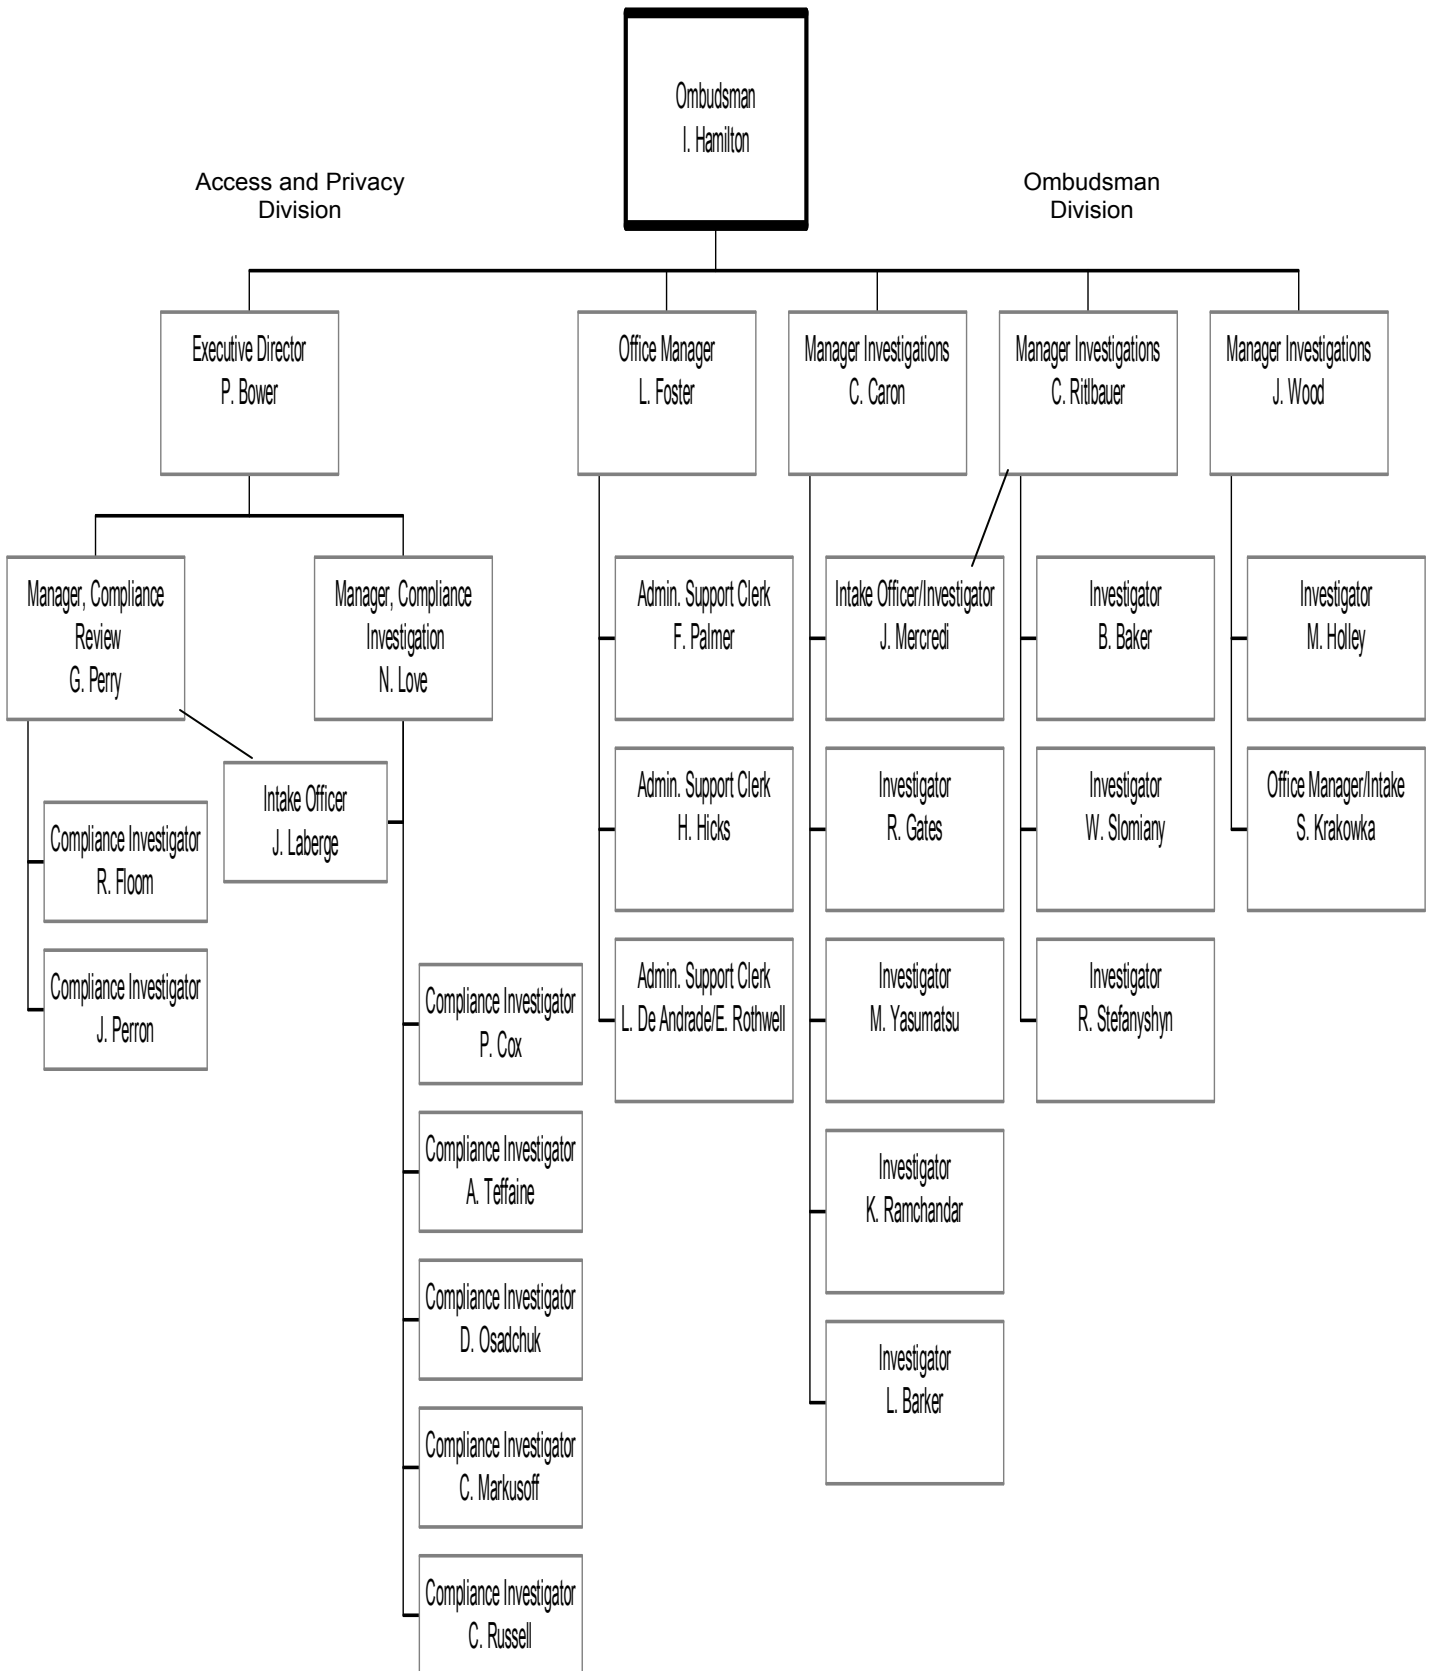 Ombudsman
I. Hamilton
Access and Privacy
Division
Ombudsman
Division
Executive Director
P. Bower
Office Manager
L. Foster
Manager Investigations
C. Caron
Manager Investigations
C. Ritlbauer
Manager Investigations
J. Wood
Manager, Compliance
Review
G. Perry
Manager, Compliance
Investigation
N. Love
Intake Officer
J. Laberge
Compliance Investigator
R. Floom
Compliance Investigator
J. Perron
Compliance Investigator
P. Cox
Compliance Investigator
A. Teffaine
Compliance Investigator
D. Osadchuk
Compliance Investigator
C. Markusoff
Compliance Investigator
C. Russell
Admin. Support Clerk
F. Palmer
Admin. Support Clerk
H. Hicks
Admin. Support Clerk
L. De Andrade/E. Rothwell
Intake Officer/Investigator
J. Mercredi
Investigator
R. Gates
Investigator
M. Yasumatsu
Investigator
K. Ramchandar
Investigator
L. Barker
Investigator
B. Baker
Investigator
W. Slomiany
Investigator
R. Stefanyshyn
Investigator
M. Holley
Office Manager/Intake
S. Krakowka